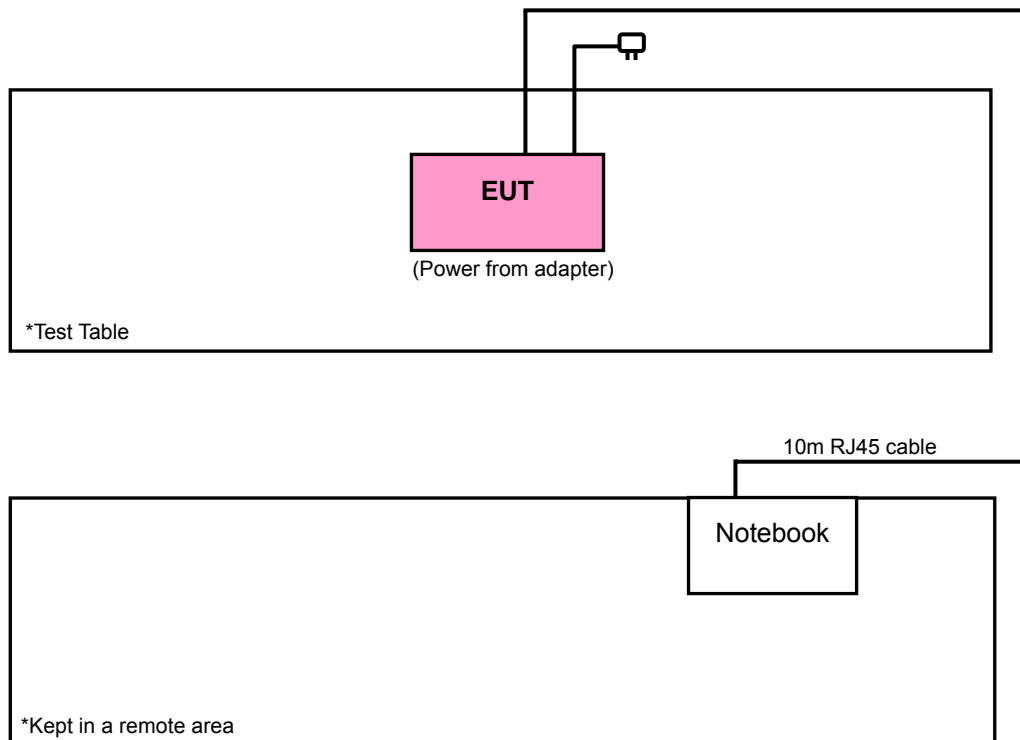 EUT
(Power from adapter)
*Test Table
10m RJ45 cable
Notebook
*Kept in a remote area